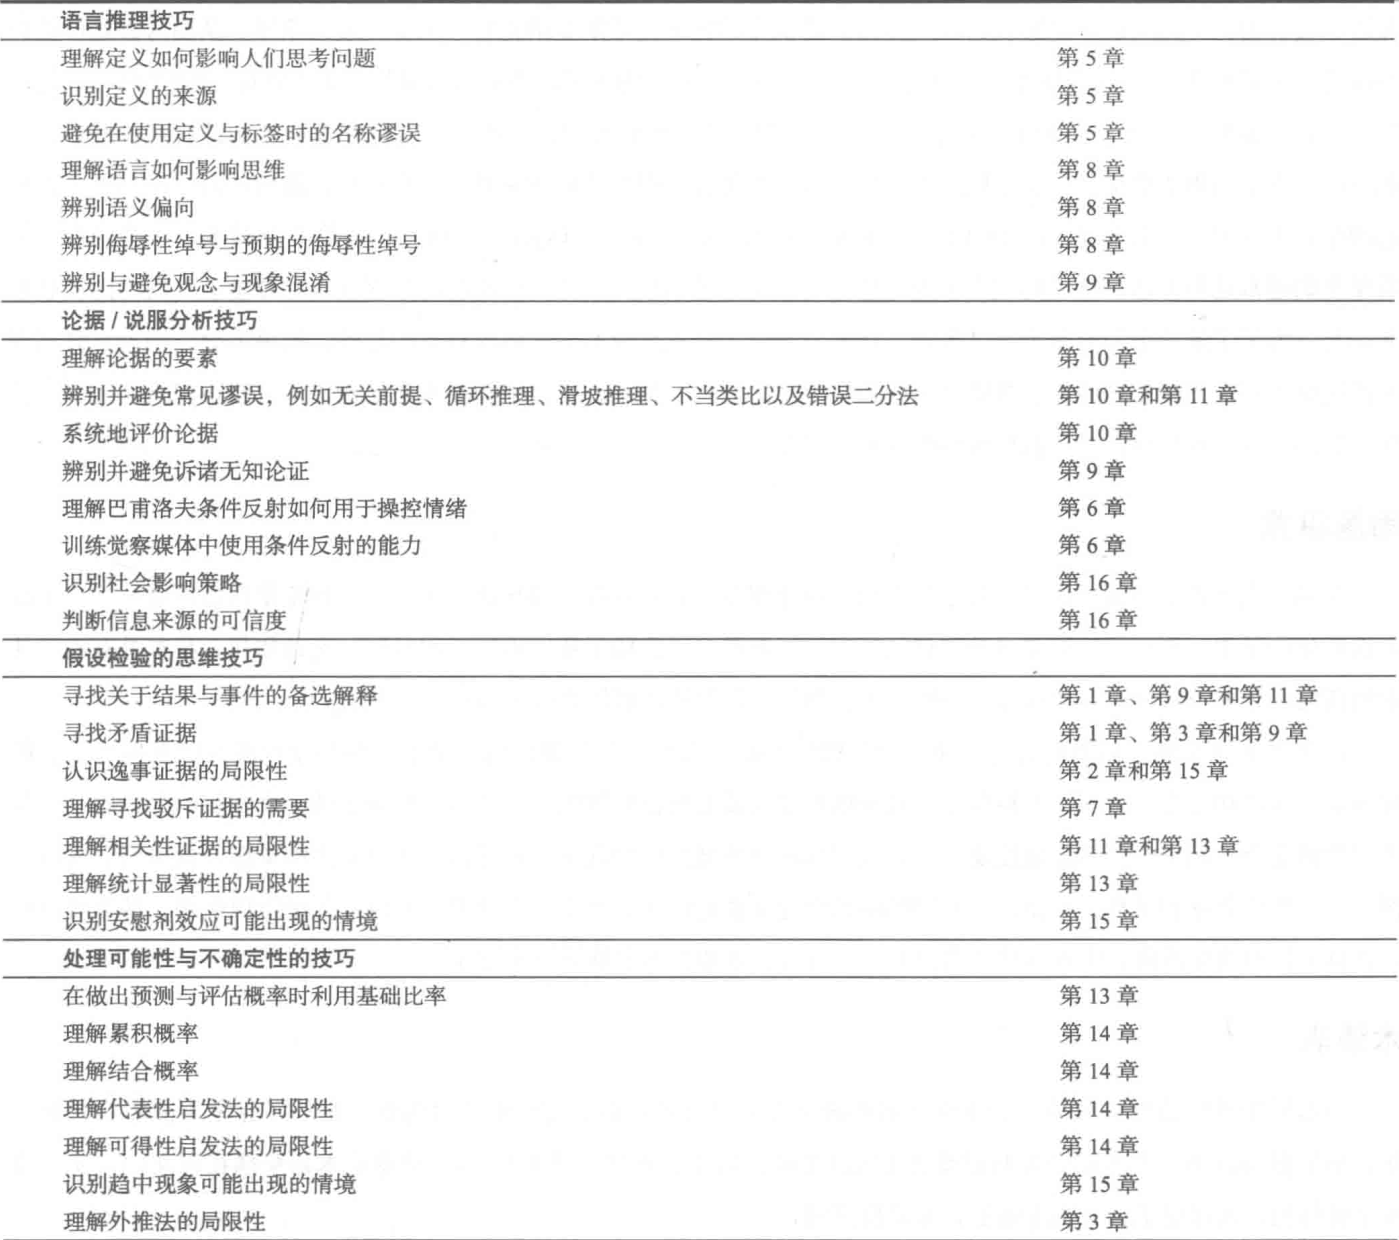 语言推理技巧
理解定义如何影响人们思考问题 第 5 章
识别定义的来源 第 5 章
避免在使用定义与标签时的名称谬误 第 5 章
理解语言如何影响思维 第 8 章
辨别语义偏向 第 8 章
辨别侮辱性绰号与预期的侮辱性绰号 第 8 章
辨别与避免观念与现象混淆 第 9 章
论据 / 说服分析技巧
理解论据的要素 第 10 章
辨别并避免常见谬误，例如无关前提、循环推理、滑坡推理、不当类比以及错误二分法 第 10 章和第 11 章
系统地评价论据 第 10 章
辨别并避免诉诸无知论证 第 9 章
理解巴甫洛夫条件反射如何用于操控情绪 第 6 章
训练觉察媒体中使用条件反射的能力 第 6 章
识别社会影响策略 第 16 章
判断信息来源的可信度 第 16 章
假设检验的思维技巧
寻找关于结果与事件的备选解释 第 1 章、第 9 章和第 11 章
寻找矛盾证据 第 1 章、第 3 章和第 9 章
认识逸事证据的局限性 第 2 章和第 15 章
理解寻找驳斥证据的需要 第 7 章
理解相关性证据的局限性 第 11 章和第 13 章
理解统计显著性的局限性 第 13 章
识别安慰剂效应可能出现的情境 第 15 章
处理可能性与不确定性的技巧
在做出预测与评估概率时利用基础比率 第 13 章
理解累积概率 第 14 章
理解结合概率 第 14 章
理解代表性启发法的局限性 第 14 章
理解可得性启发法的局限性 第 14 章
识别趋中现象可能出现的情境 第 15 章
理解外推法的局限性 第 3 章